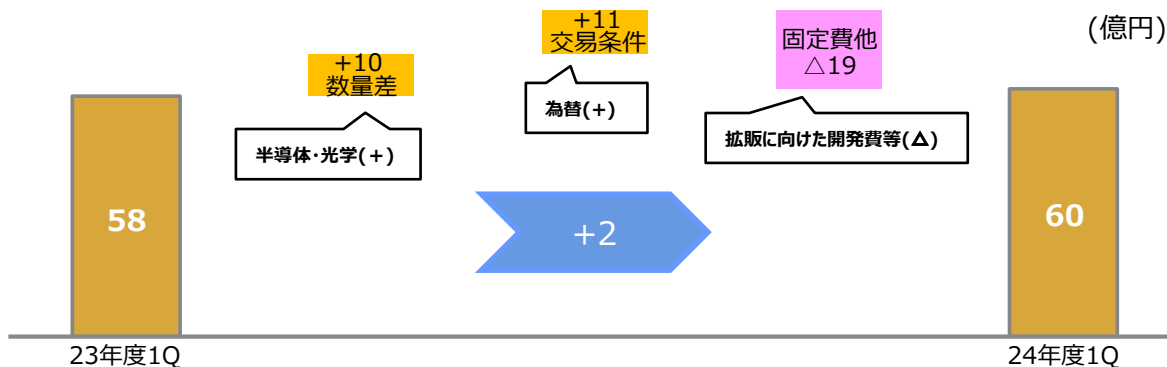 (億円)
+10
数量差
半導体・光学(+)
+11
交易条件
為替(+)
固定費他
△19
拡販に向けた開発費等(△)
58
+2
60
23年度1Q
24年度1Q